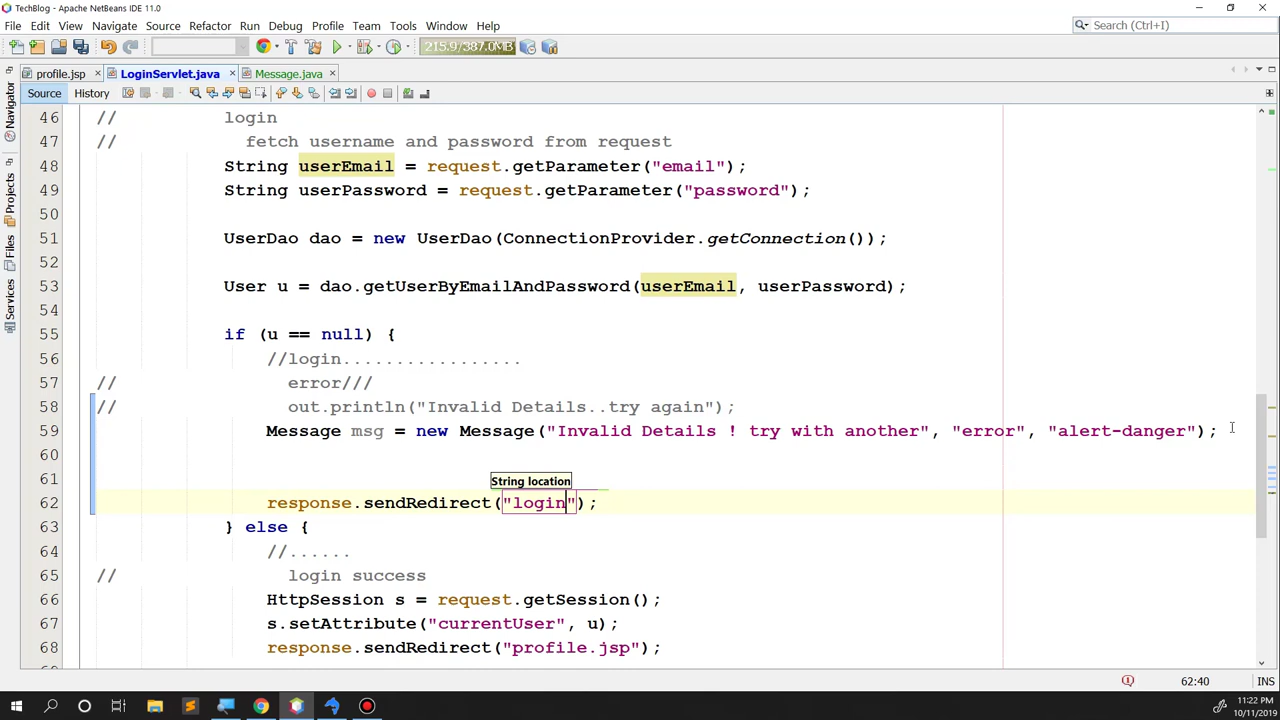 TechBlog - Apache NetBeans IDE 11.0
File Edit View Navigate Source Refactor Run Debug Profile Team Tools Window Help
Search (Ctrl+I)
215.9/387.0MB
profile.jsp LoginServlet.java Message.java
Source History
Navigator
Projects
Files
Services
46 // login
47 // fetch username and password from request
48 String userEmail = request.getParameter("email");
49 String userPassword = request.getParameter("password");
50
51 UserDao dao = new UserDao(ConnectionProvider.getConnection());
52
53 User u = dao.getUserByEmailAndPassword(userEmail, userPassword);
54
55 if (u == null) {
56 //login.................
57 // error///
58 // out.println("Invalid Details..try again");
59 Message msg = new Message("Invalid Details ! try with another", "error", "alert-danger");
60
61
String location
62 response.sendRedirect("login");
63 } else {
64 //......
65 // login success
66 HttpSession s = request.getSession();
67 s.setAttribute("currentUser", u);
68 response.sendRedirect("profile.jsp");
62:40 INS
11:22 PM
10/11/2019